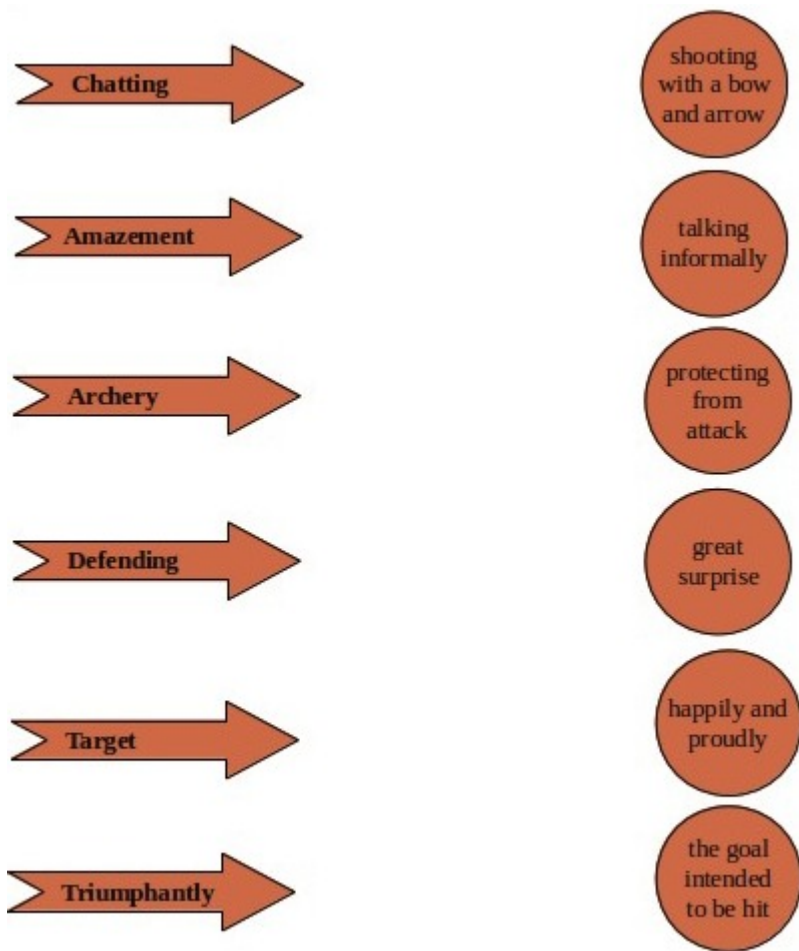 Chatting
shooting
with a bow
and arrow
Amazement
talking
informally
Archery
protecting
from
attack
Defending
great
surprise
Target
happily and
proudly
Triumphantly
the goal
intended
to be hit